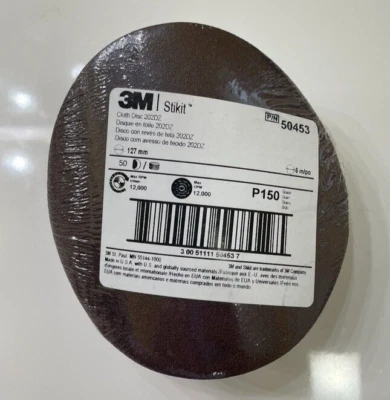 3M Stikit™
P/N 50453
Cloth Disc 202DZ
Disque en toile 202DZ
Disco con revés de tela 202DZ
Disco com avesso de tecido 202DZ
127 mm
50
6 in/po
Max RPM
12,000
Max RPM
12,000
P150
3M St. Paul, MN 55144-1000
Made in U.S.A. with U.S. and globally sourced materials
3 00 51111 50453 7
3M and Stikit are trademarks of 3M Company.